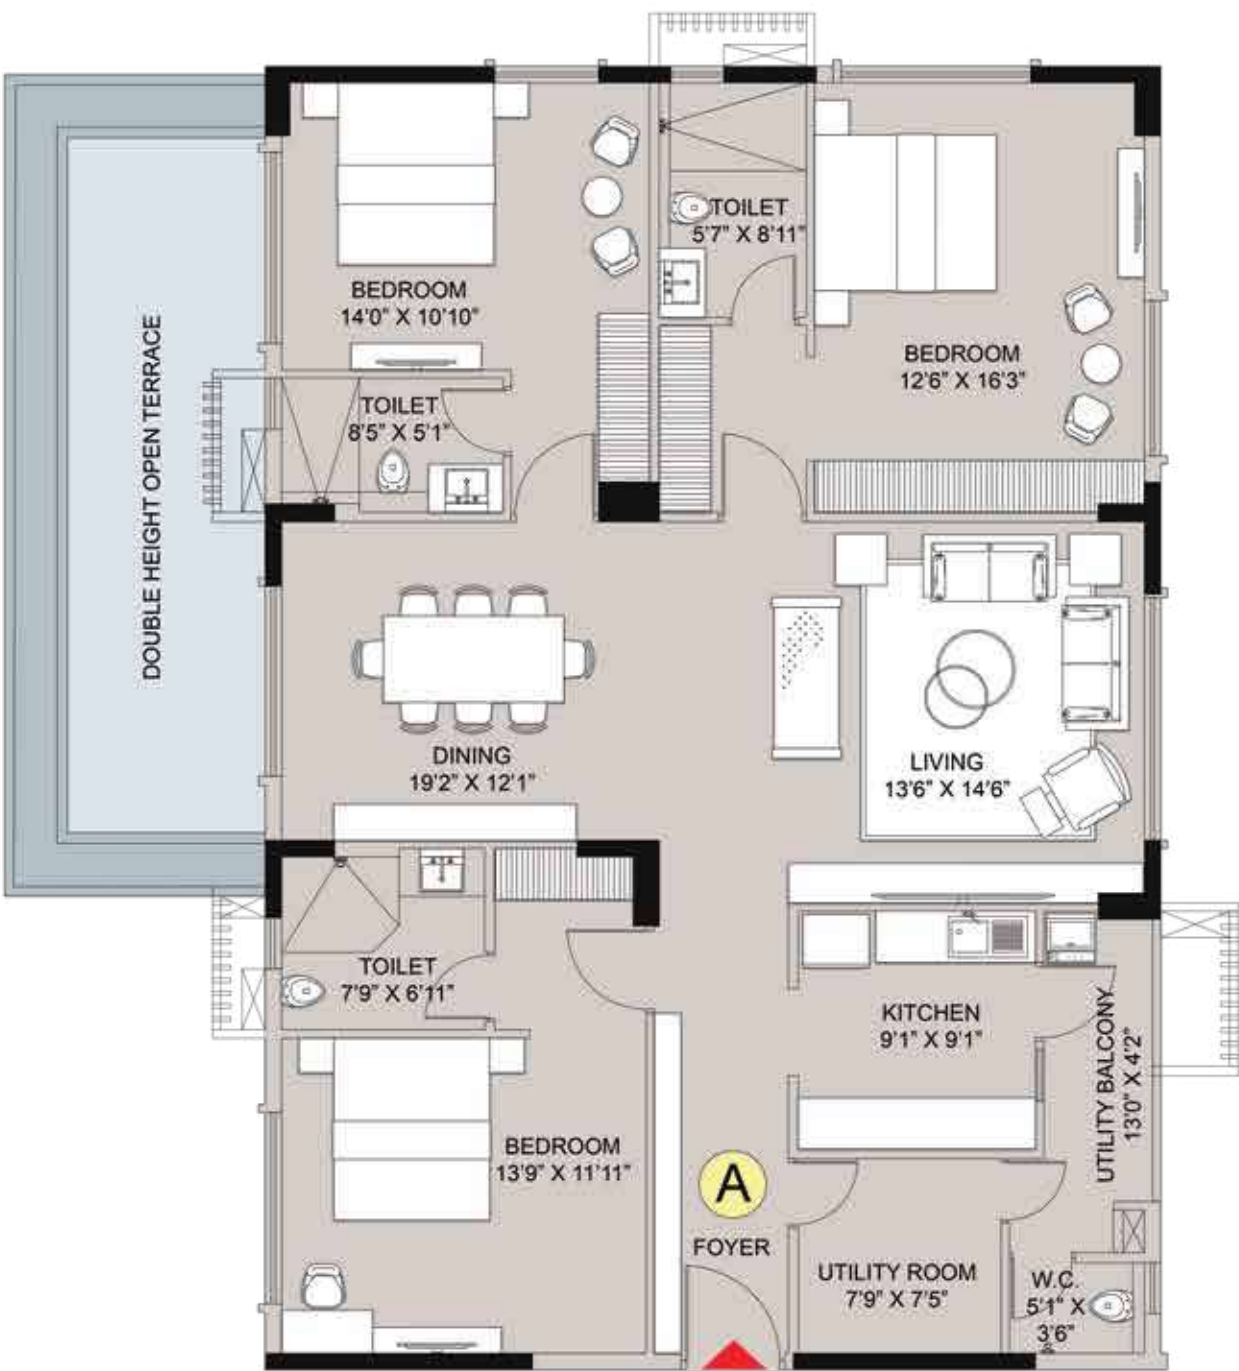 TOILET
5'7" X 8'11"
BEDROOM
14'0" X 10'10"
BEDROOM
12'6" X 16'3"
TOILET
8'5" X 5'1"
DOUBLE HEIGHT OPEN TERRACE
DINING
19'2" X 12'1"
LIVING
13'6" X 14'6"
TOILET
7'9" X 6'11"
KITCHEN
9'1" X 9'1"
UTILITY BALCONY
13'0" X 4'2"
BEDROOM
13'9" X 11'11"
A
FOYER
UTILITY ROOM
7'9" X 7'5"
W.C.
5'1" X
3'6"